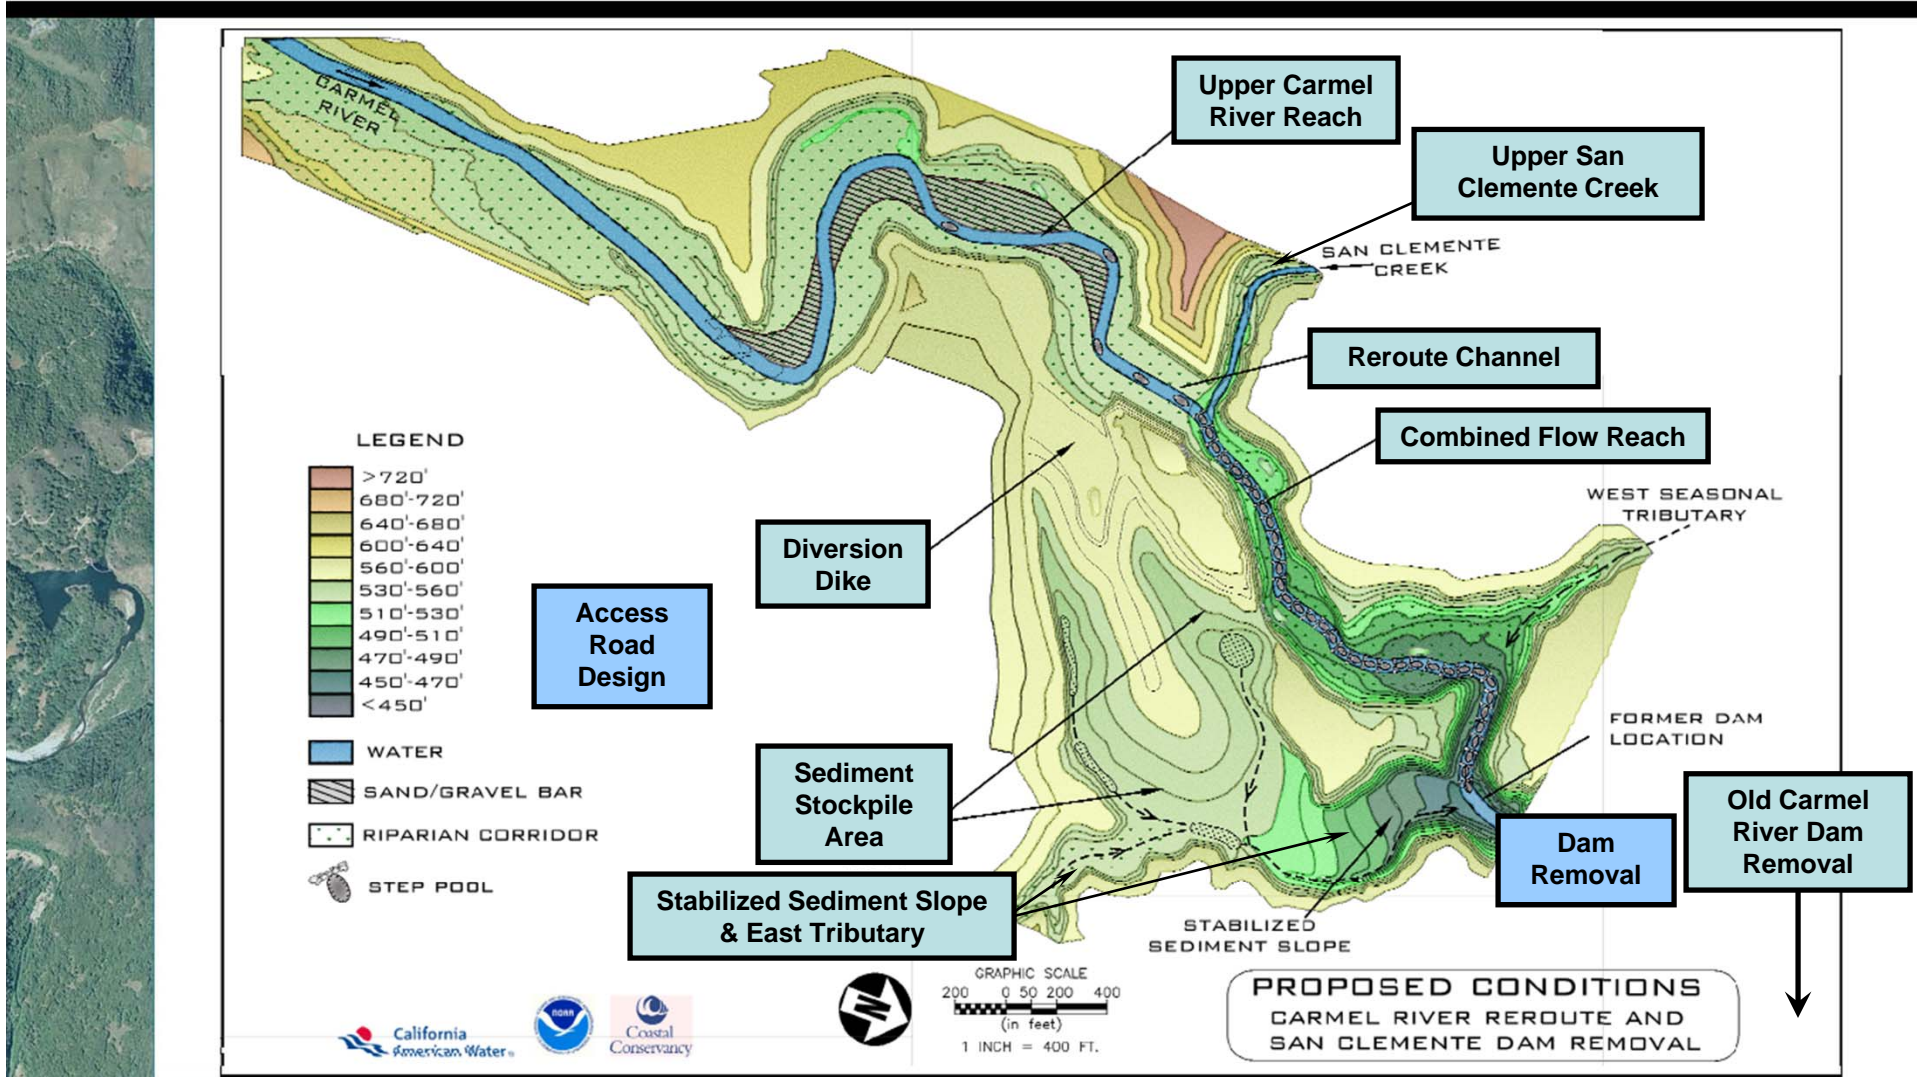 CARMEL
RIVER
Upper Carmel
River Reach
Upper San
Clemente Creek
SAN CLEMENTE
CREEK
Reroute Channel
Combined Flow Reach
WEST SEASONAL
TRIBUTARY
LEGEND
>720'
680'-720'
640'-680'
600'-640'
560'-600'
530'-560'
510'-530'
490'-510'
470'-490'
450'-470'
<450'
WATER
SAND/GRAVEL BAR
RIPARIAN CORRIDOR
STEP POOL
Access
Road
Design
Diversion
Dike
Sediment
Stockpile
Area
Stabilized Sediment Slope
& East Tributary
FORMER DAM
LOCATION
Dam
Removal
Old Carmel
River Dam
Removal
STABILIZED
SEDIMENT SLOPE
California
American Water
NOAA
Coastal
Conservancy
N
GRAPHIC SCALE
200 0 50 200 400
(in feet)
1 INCH = 400 FT.
PROPOSED CONDITIONS
CARMEL RIVER REROUTE AND
SAN CLEMENTE DAM REMOVAL